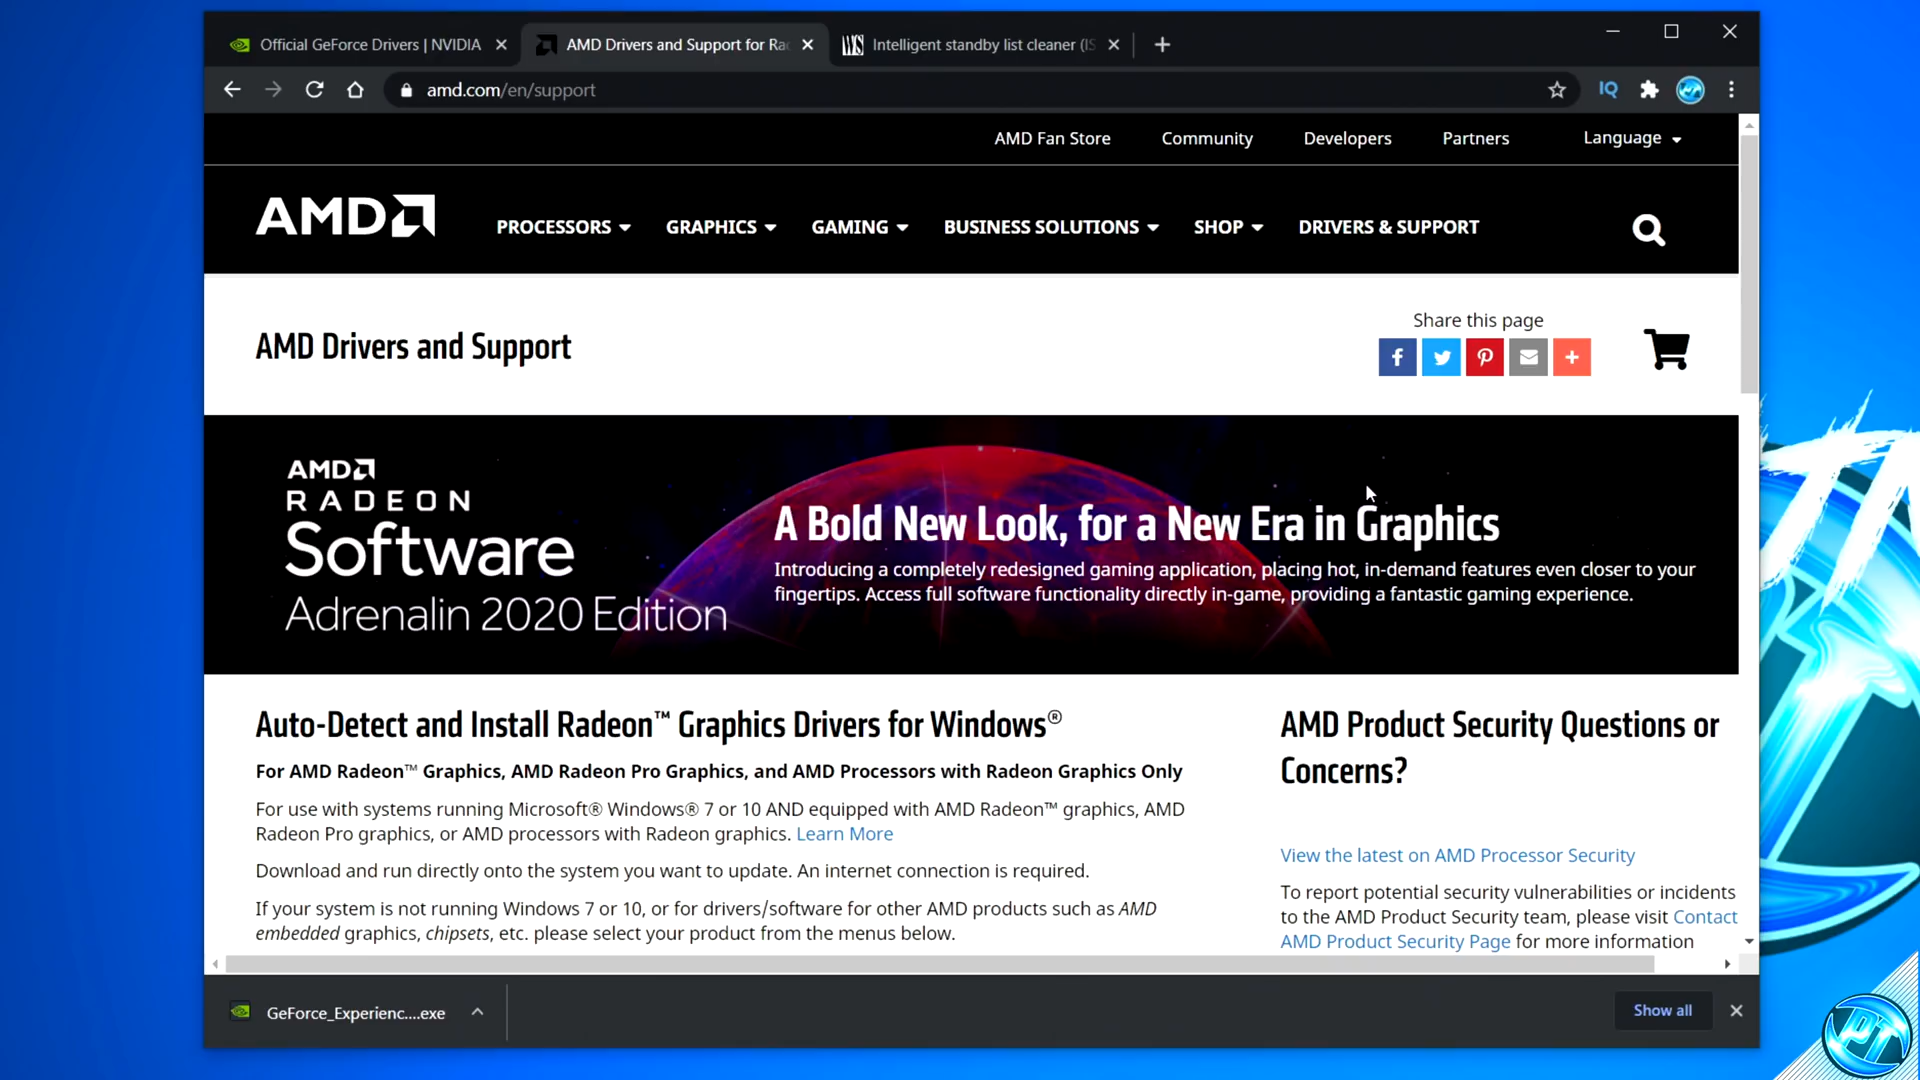 Official GeForce Drivers | NVIDIA
AMD Drivers and Support for Ra
Intelligent standby list cleaner (IS
amd.com/en/support
IQ
AMD Fan Store Community Developers Partners Language
AMD PROCESSORS GRAPHICS GAMING BUSINESS SOLUTIONS SHOP DRIVERS & SUPPORT
Share this page
AMD Drivers and Support
AMD
RADEON
Software
Adrenalin 2020 Edition
A Bold New Look, for a New Era in Graphics
Introducing a completely redesigned gaming application, placing hot, in-demand features even closer to your
fingertips. Access full software functionality directly in-game, providing a fantastic gaming experience.
Auto-Detect and Install Radeon™ Graphics Drivers for Windows®
For AMD Radeon™ Graphics, AMD Radeon Pro Graphics, and AMD Processors with Radeon Graphics Only
For use with systems running Microsoft® Windows® 7 or 10 AND equipped with AMD Radeon™ graphics, AMD
Radeon Pro graphics, or AMD processors with Radeon graphics. Learn More
Download and run directly onto the system you want to update. An internet connection is required.
If your system is not running Windows 7 or 10, or for drivers/software for other AMD products such as AMD
embedded graphics, chipsets, etc. please select your product from the menus below.
AMD Product Security Questions or
Concerns?
View the latest on AMD Processor Security
To report potential security vulnerabilities or incidents
to the AMD Product Security team, please visit Contact
AMD Product Security Page for more information
GeForce_Experienc....exe
Show all
PT